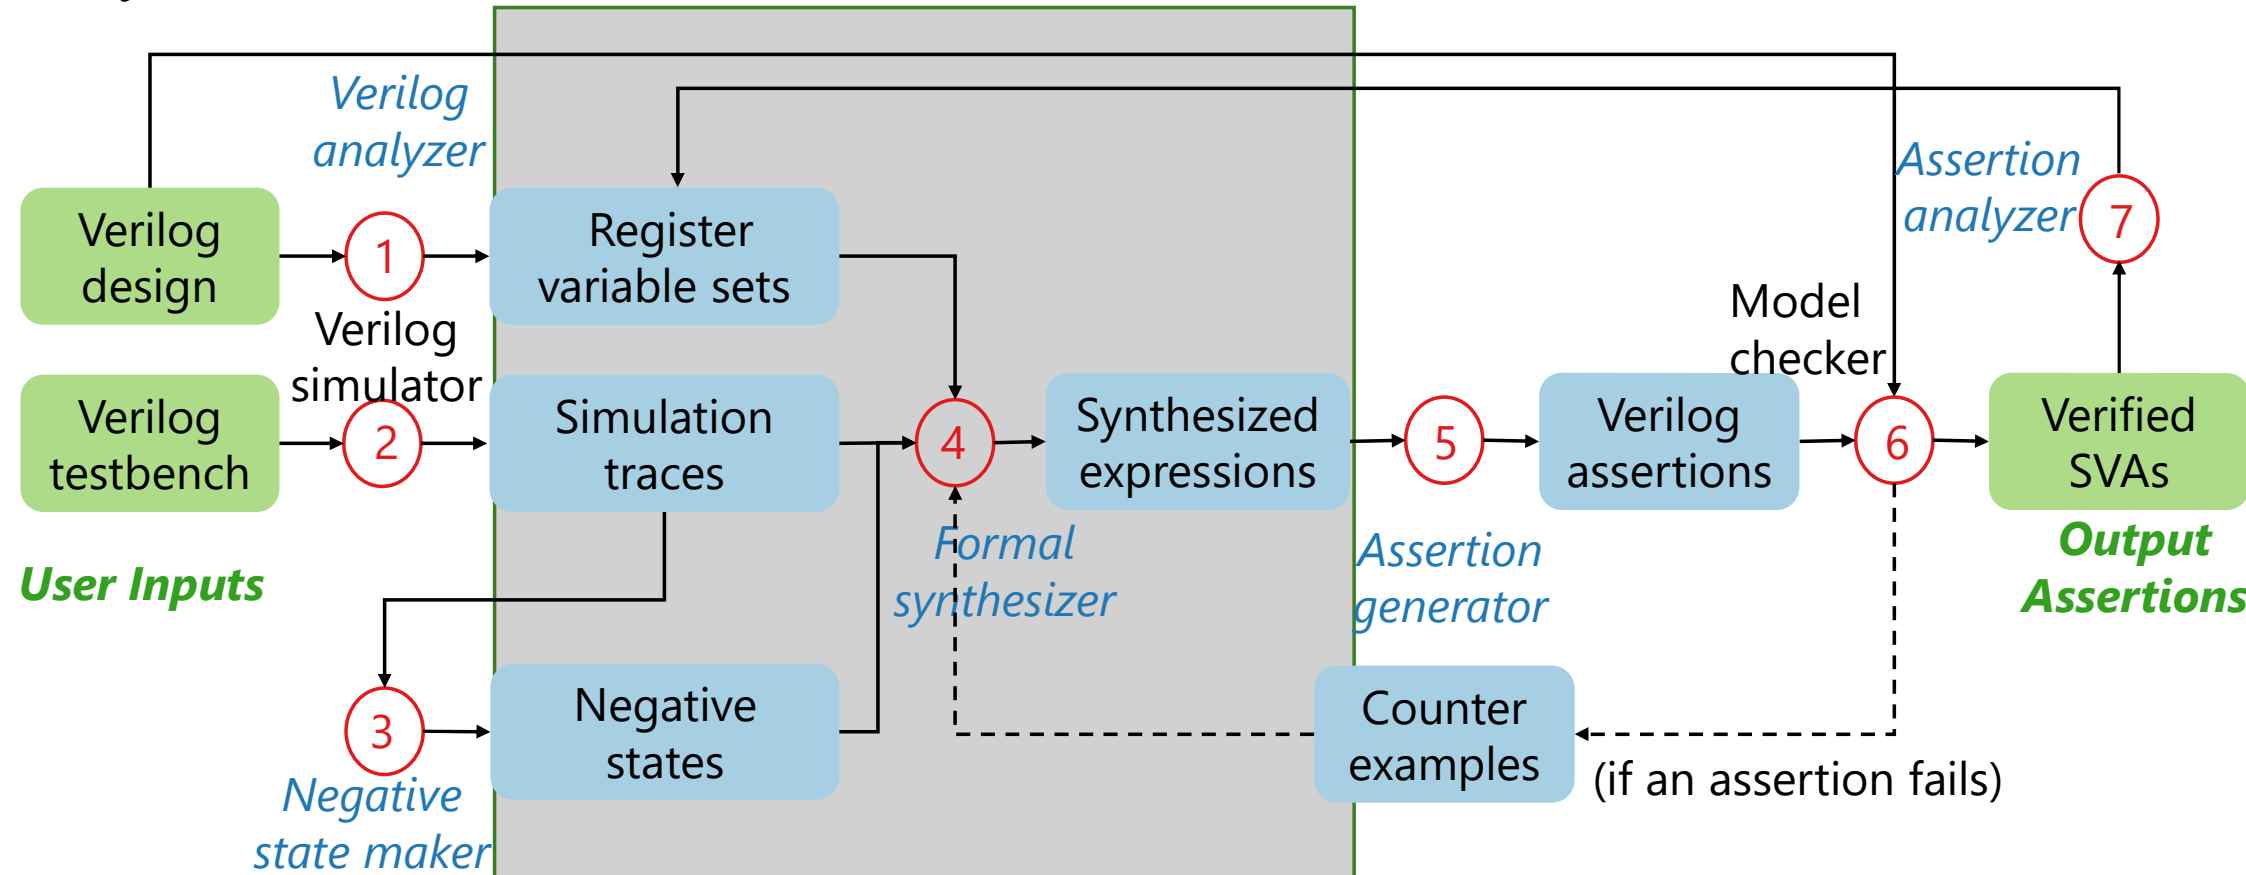 Verilog
analyzer
Assertion
analyzer
Verilog
design
1
Register
variable sets
7
Verilog
simulator
Model
checker
Verilog
testbench
2
Simulation
traces
4
Synthesized
expressions
5
Verilog
assertions
6
Verified
SVAs
User Inputs
Formal
synthesizer
Assertion
generator
Output
Assertions
3
Negative
states
Counter
examples
(if an assertion fails)
Negative
state maker